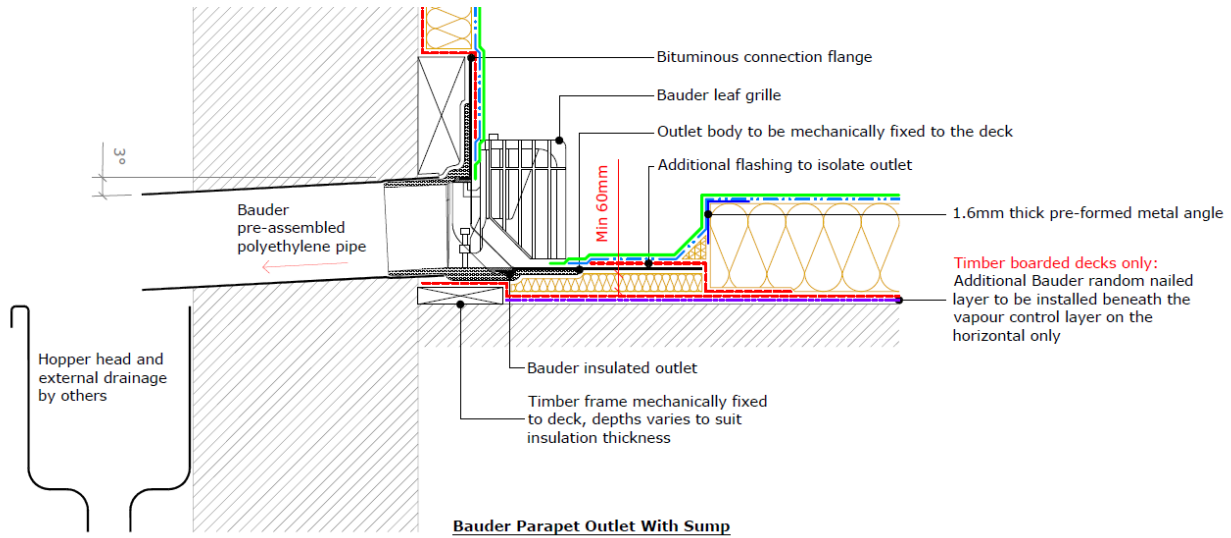 Bituminous connection flange
Bauder leaf grille
Outlet body to be mechanically fixed to the deck
Additional flashing to isolate outlet
3°
Min 60mm
Bauder
pre-assembled
polyethylene pipe
1.6mm thick pre-formed metal angle
Timber boarded decks only:
Additional Bauder random nailed
layer to be installed beneath the
vapour control layer on the
horizontal only
Hopper head and
external drainage
by others
Bauder insulated outlet
Timber frame mechanically fixed
to deck, depths varies to suit
insulation thickness
Bauder Parapet Outlet With Sump